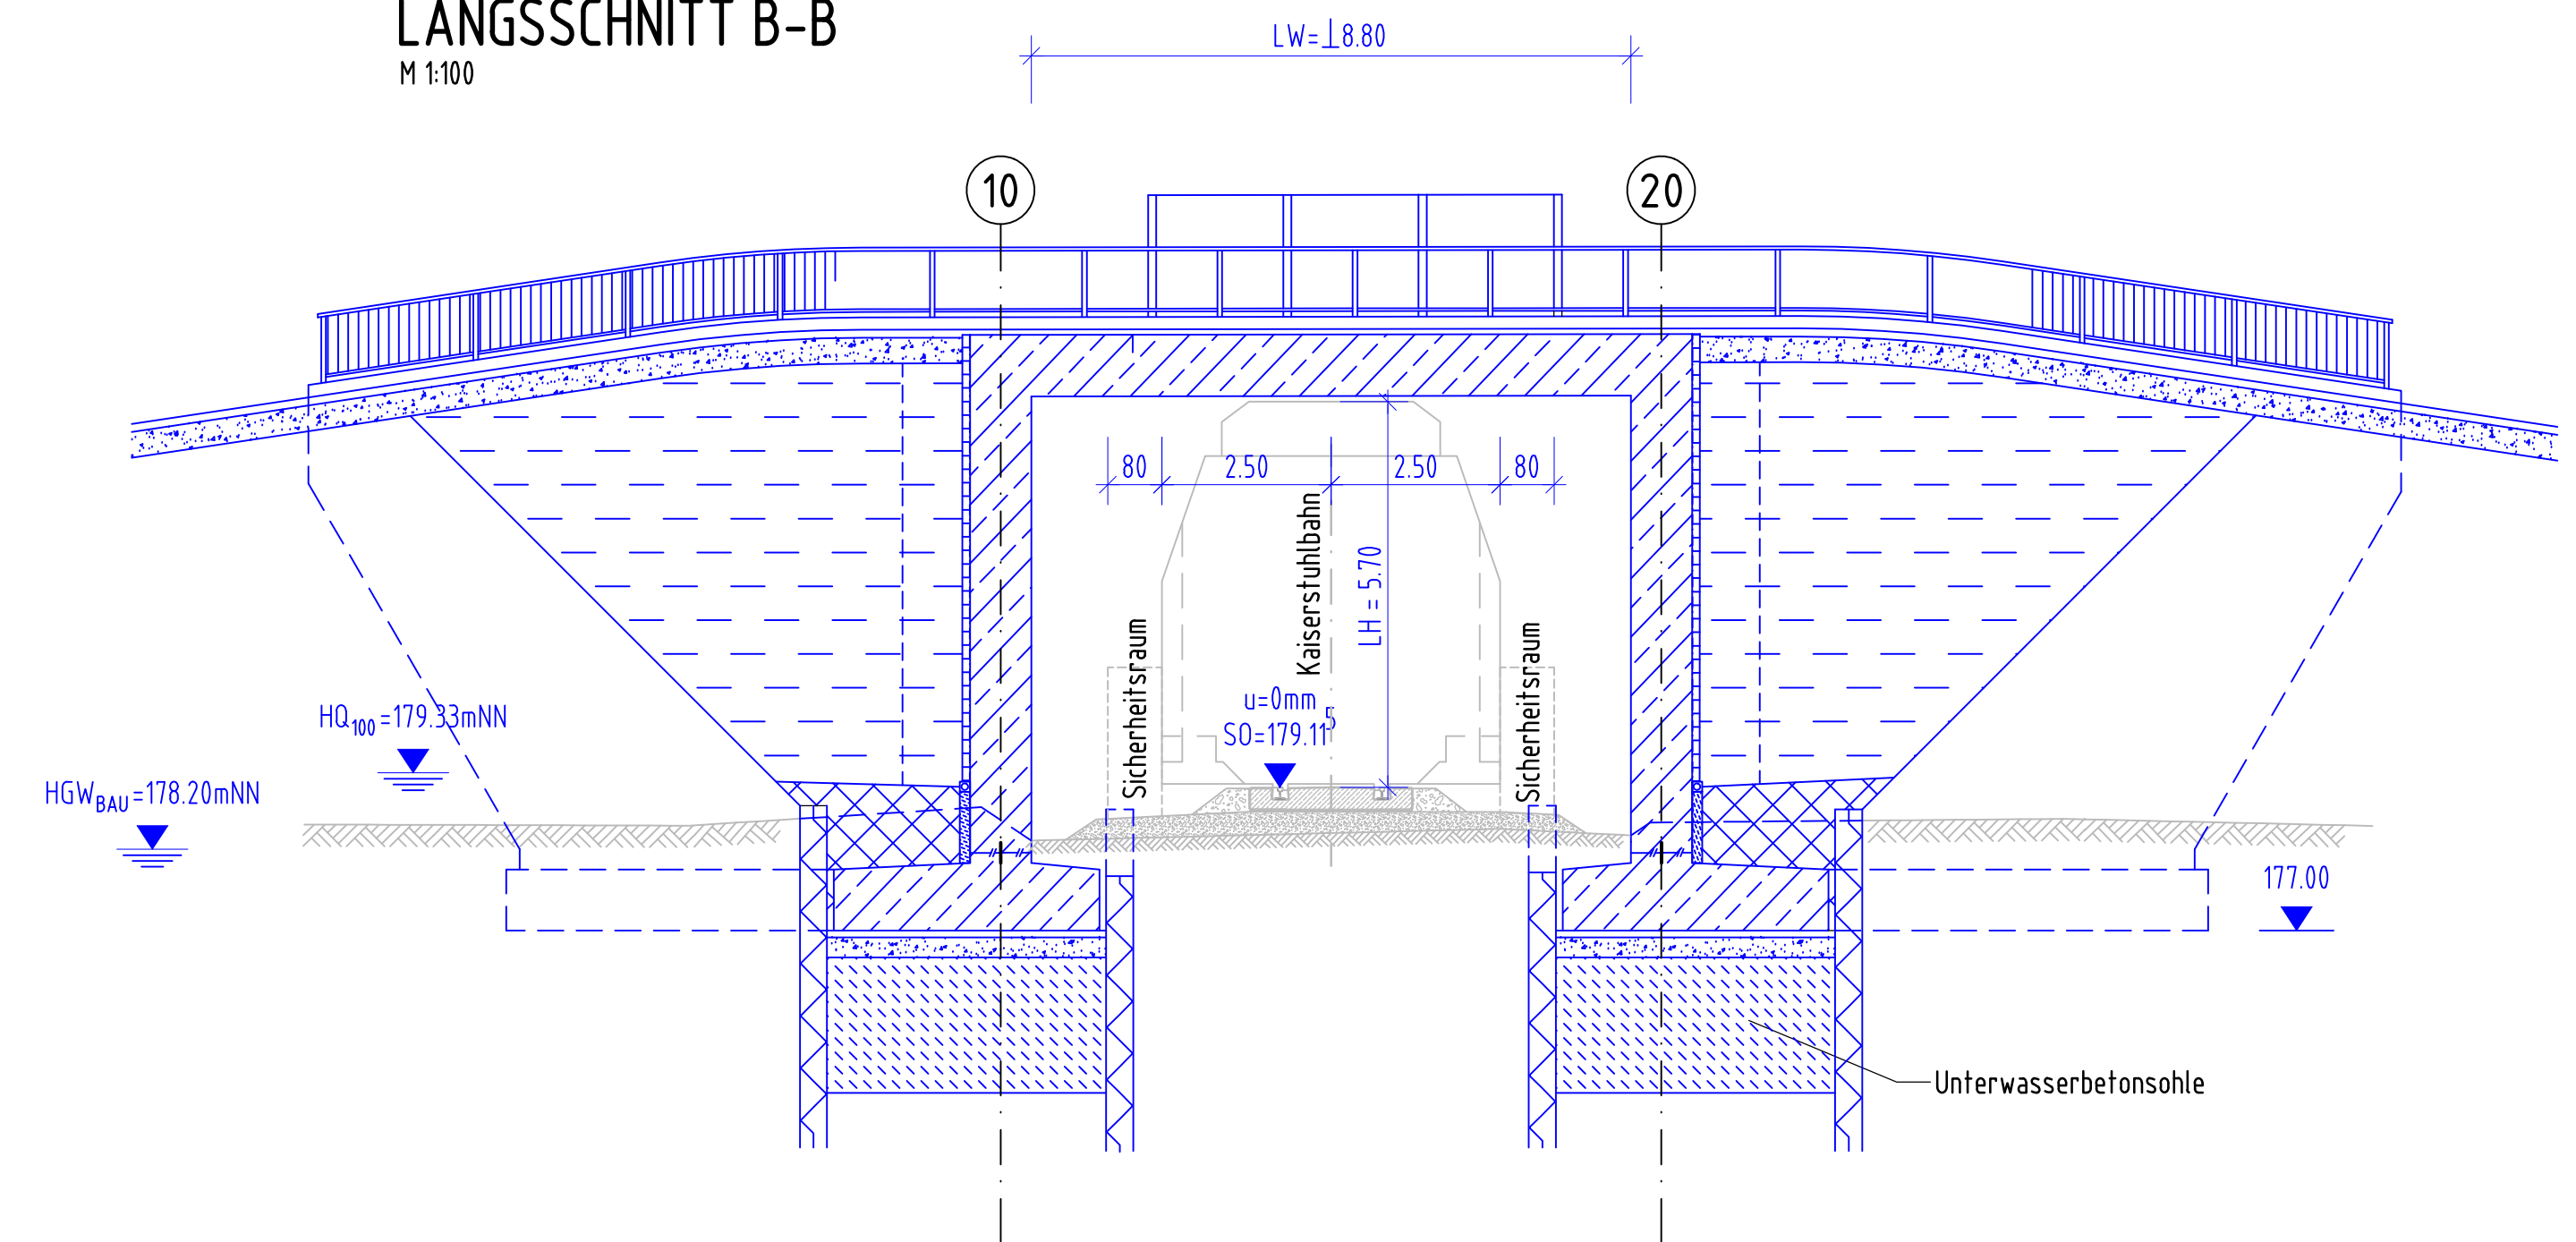 LÄNGSSCHNITT B-B
M 1:100
LW=⊥8.80
10
20
80
2.50
2.50
80
Kaiserstuhlbahn
LH = 5.70
Sicherheitsraum
Sicherheitsraum
u=0mm
SO=179.11⁵
HQ₁₀₀=179.33mNN
HGW_BAU=178.20mNN
177.00
Unterwasserbetonsohle